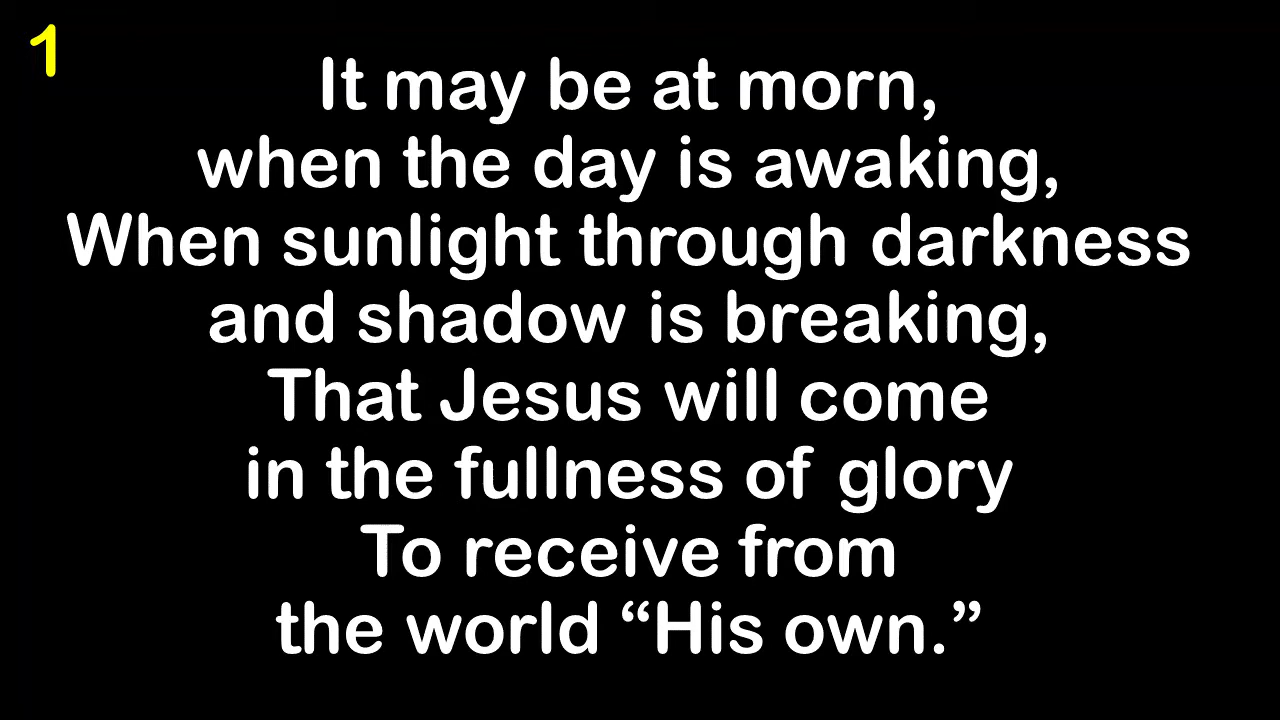 1
It may be at morn,
when the day is awaking,
When sunlight through darkness
and shadow is breaking,
That Jesus will come
in the fullness of glory
To receive from
the world “His own.”